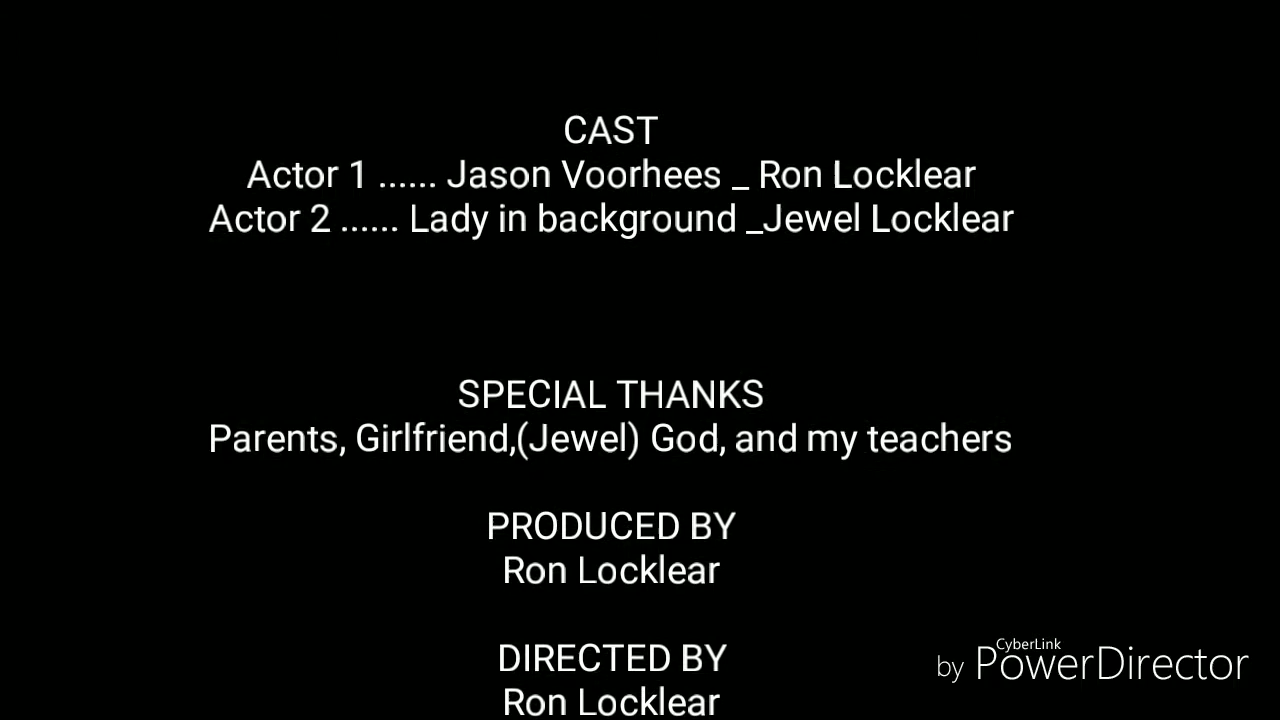 CAST
Actor 1 ...... Jason Voorhees _ Ron Locklear
Actor 2 ...... Lady in background _Jewel Locklear
SPECIAL THANKS
Parents, Girlfriend,(Jewel) God, and my teachers
PRODUCED BY
Ron Locklear
DIRECTED BY
Ron Locklear
CyberLink
by PowerDirector